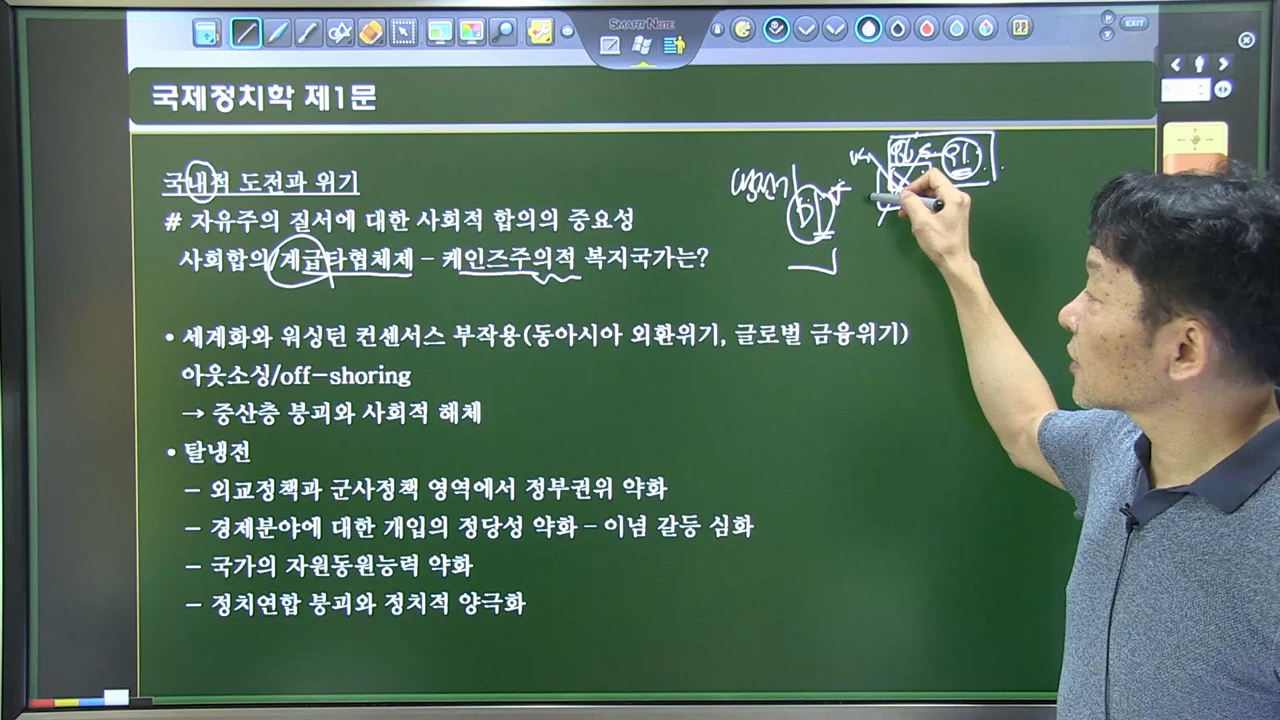 SMART NOTE
EXIT
국제정치학 제1문
국내적 도전과 위기
# 자유주의 질서에 대한 사회적 합의의 중요성
사회합의 계급타협체제 – 케인즈주의적 복지국가는?
• 세계화와 워싱턴 컨센서스 부작용(동아시아 외환위기, 글로벌 금융위기)
아웃소싱/off-shoring
→ 중산층 붕괴와 사회적 해체
• 탈냉전
– 외교정책과 군사정책 영역에서 정부권위 약화
– 경제분야에 대한 개입의 정당성 약화 – 이념 갈등 심화
– 국가의 자원동원능력 약화
– 정치연합 붕괴와 정치적 양극화